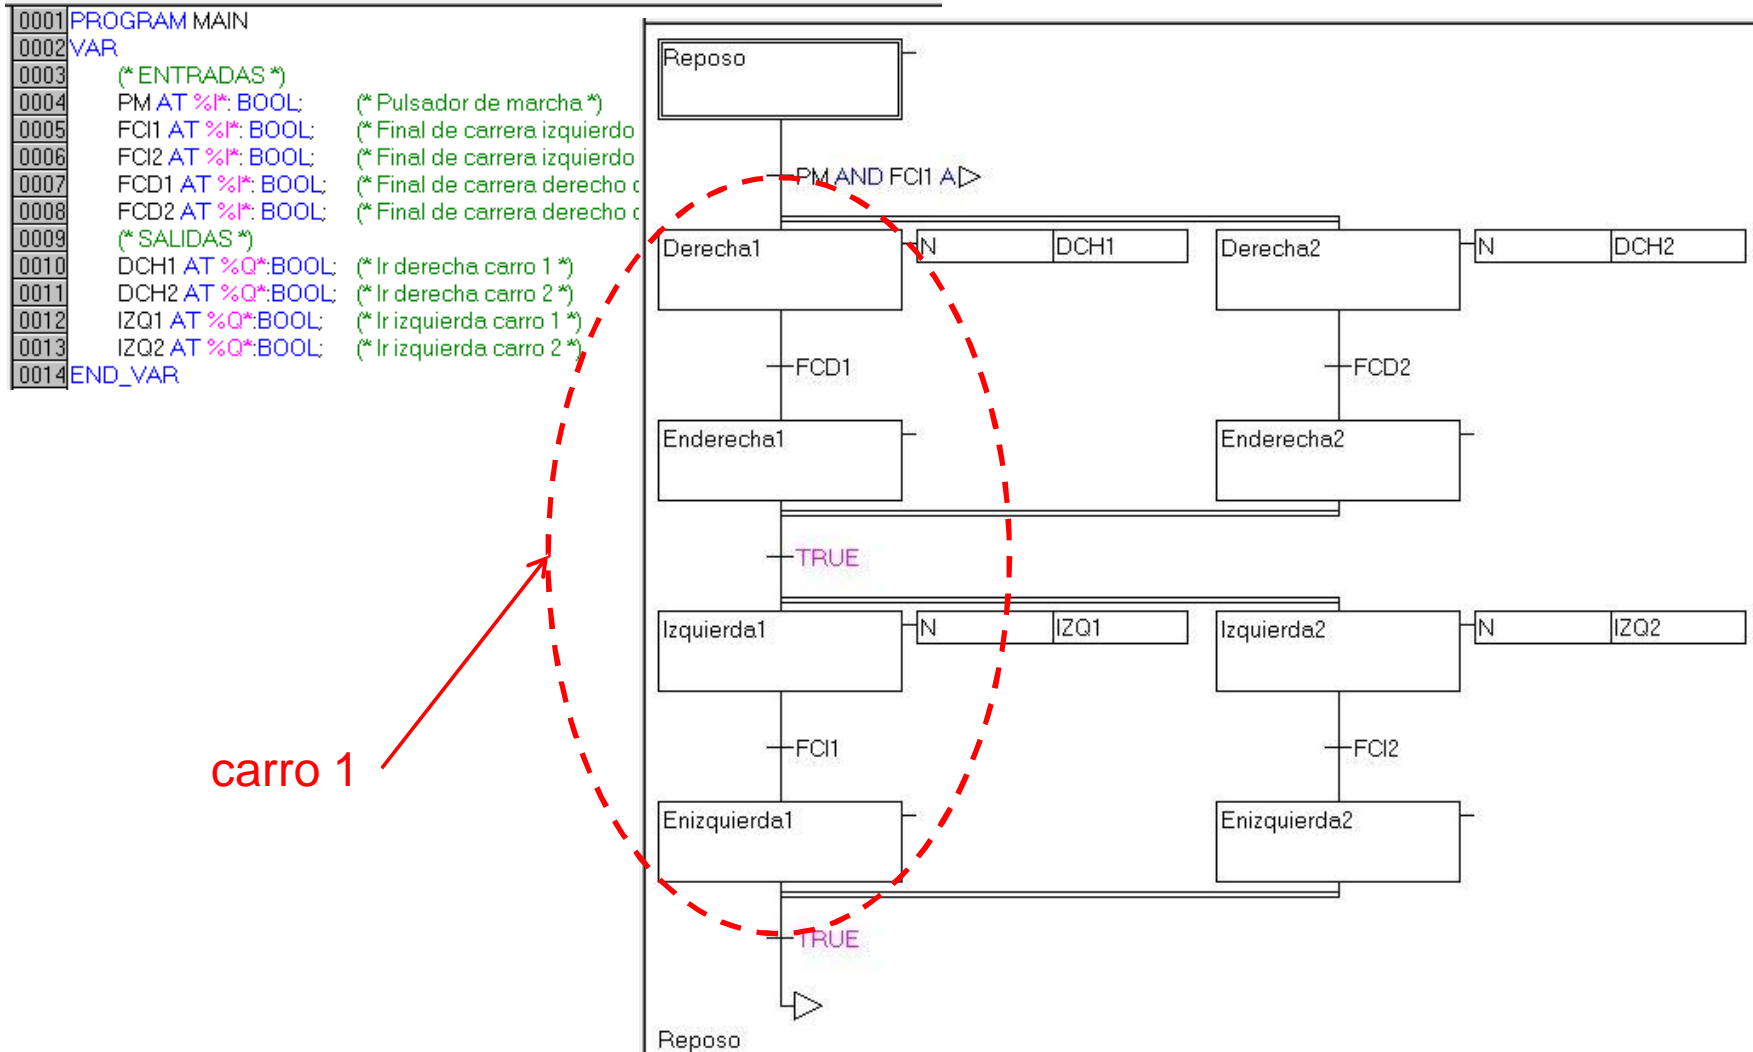 0001 PROGRAM MAIN
0002 VAR
0003 (* ENTRADAS *)
0004 PM AT %I*: BOOL; (* Pulsador de marcha *)
0005 FCI1 AT %I*: BOOL; (* Final de carrera izquierdo
0006 FCI2 AT %I*: BOOL; (* Final de carrera izquierdo
0007 FCD1 AT %I*: BOOL; (* Final de carrera derecho
0008 FCD2 AT %I*: BOOL; (* Final de carrera derecho
0009 (* SALIDAS *)
0010 DCH1 AT %Q*:BOOL; (* Ir derecha carro 1 *)
0011 DCH2 AT %Q*:BOOL; (* Ir derecha carro 2 *)
0012 IZQ1 AT %Q*:BOOL; (* Ir izquierda carro 1 *)
0013 IZQ2 AT %Q*:BOOL; (* Ir izquierda carro 2 *)
0014 END_VAR
Reposo
PM AND FCI1 A
Derecha1 N DCH1 Derecha2 N DCH2
FCD1 FCD2
Enderecha1 Enderecha2
TRUE
Izquierda1 N IZQ1 Izquierda2 N IZQ2
FCI1 FCI2
carro 1
Enizquierda1 Enizquierda2
TRUE
Reposo